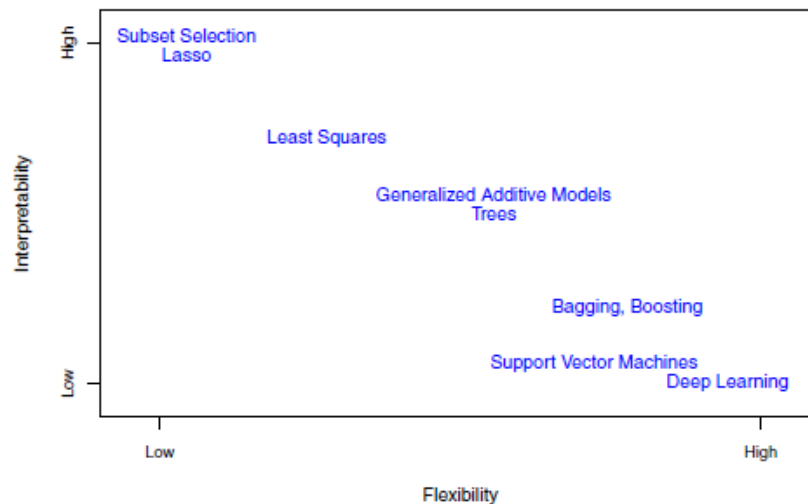 High
Subset Selection
Lasso
Least Squares
Interpretability
Generalized Additive Models
Trees
Bagging, Boosting
Support Vector Machines
Low
Deep Learning
Low
High
Flexibility